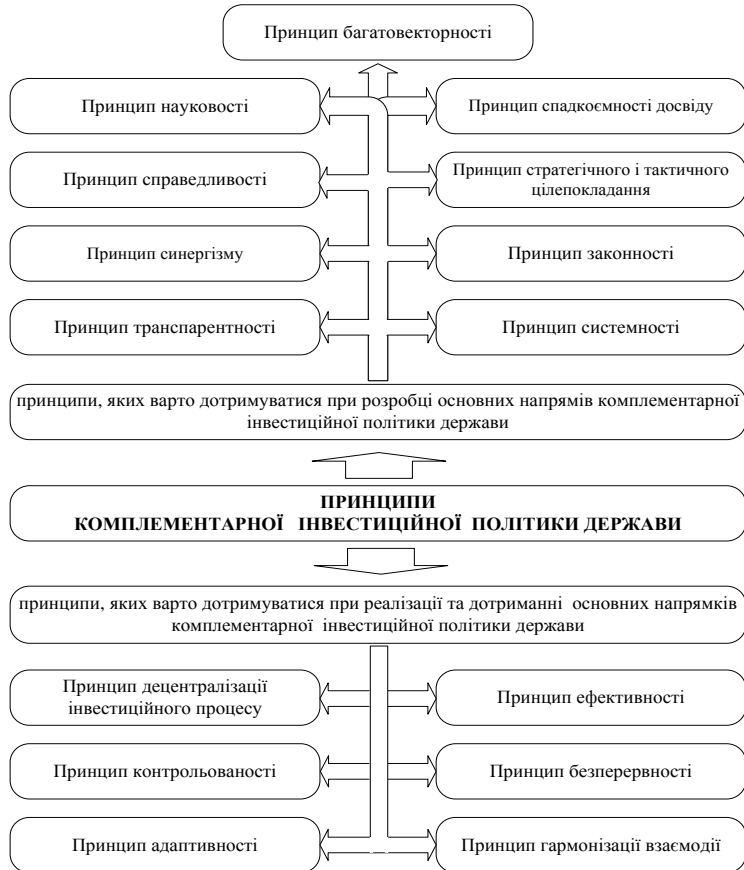 Принцип багатовекторності
Принцип науковості
Принцип спадкоємності досвіду
Принцип справедливості
Принцип стратегічного і тактичного
цілепокладання
Принцип синергізму
Принцип законності
Принцип транспарентності
Принцип системності
принципи, яких варто дотримуватися при розробці основних напрямів комплементарної
інвестиційної політики держави
ПРИНЦИПИ
КОМПЛЕМЕНТАРНОЇ ІНВЕСТИЦІЙНОЇ ПОЛІТИКИ ДЕРЖАВИ
принципи, яких варто дотримуватися при реалізації та дотриманні основних напрямків
комплементарної інвестиційної політики держави
Принцип децентралізації
інвестиційного процесу
Принцип ефективності
Принцип контрольованості
Принцип безперервності
Принцип адаптивності
Принцип гармонізації взаємодії